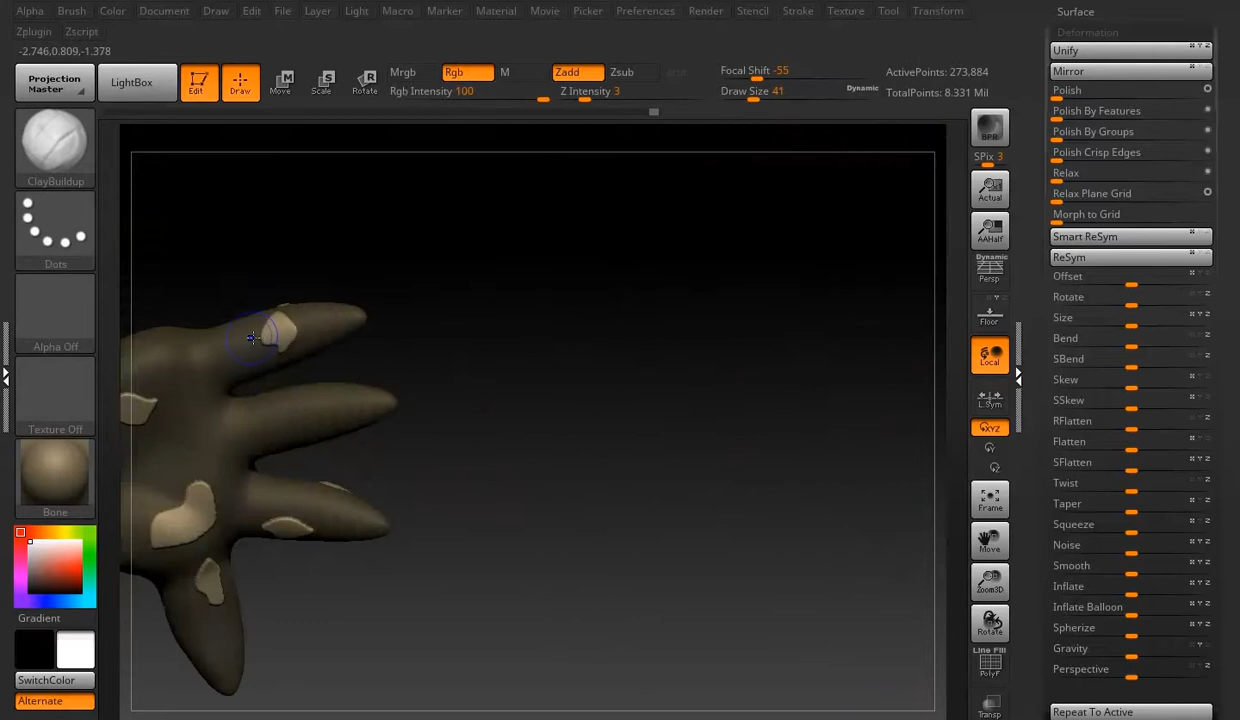 Alpha Brush Color Document Draw Edit File Layer Light Macro Marker Material Movie Picker Preferences Render Stencil Stroke Texture Tool Transform
Zplugin Zscript
-2.746,0.809,-1.378
Projection
Master
LightBox
Edit
Draw
Move
Scale
Rotate
Mrgb
Rgb
M
Zadd
Zsub
Rgb Intensity 100
Z Intensity 3
Focal Shift -55
Draw Size 41
Dynamic
ActivePoints: 273,884
TotalPoints: 8.331 Mil
ClayBuildup
Dots
Alpha Off
Texture Off
Bone
Gradient
SwitchColor
Alternate
BPR
SPix 3
Actual
AAHalf
Dynamic
Persp
Floor
Local
L.Sym
XYZ
Frame
Move
Zoom3D
Rotate
Line Fill
PolyF
Transp
Surface
Deformation
Unify
Mirror
Polish
Polish By Features
Polish By Groups
Polish Crisp Edges
Relax
Relax Plane Grid
Morph to Grid
Smart ReSym
ReSym
Offset
Rotate
Size
Bend
SBend
Skew
SSkew
RFlatten
Flatten
SFlatten
Twist
Taper
Squeeze
Noise
Smooth
Inflate
Inflate Balloon
Spherize
Gravity
Perspective
Repeat To Active